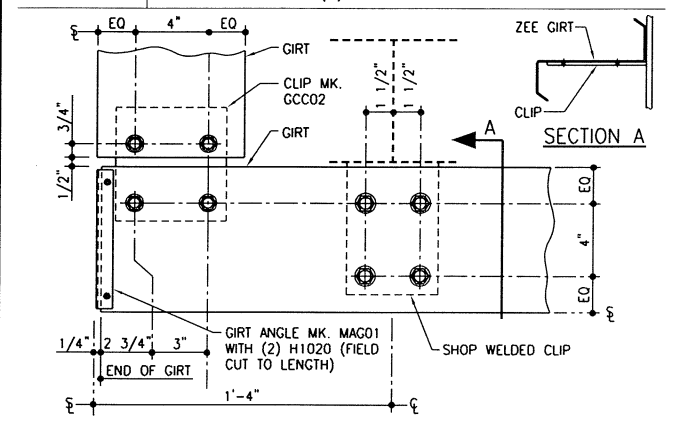 EQ 4" EQ
GIRT
CLIP MK.
GCC02
GIRT
3/4"
1/2"
1 1/2" 1 1/2"
A
ZEE GIRT
CLIP
SECTION A
EQ
4"
EQ
GIRT ANGLE MK. MAG01
WITH (2) H1020 (FIELD
CUT TO LENGTH)
SHOP WELDED CLIP
1/4" 2 3/4" 3"
END OF GIRT
1'-4"